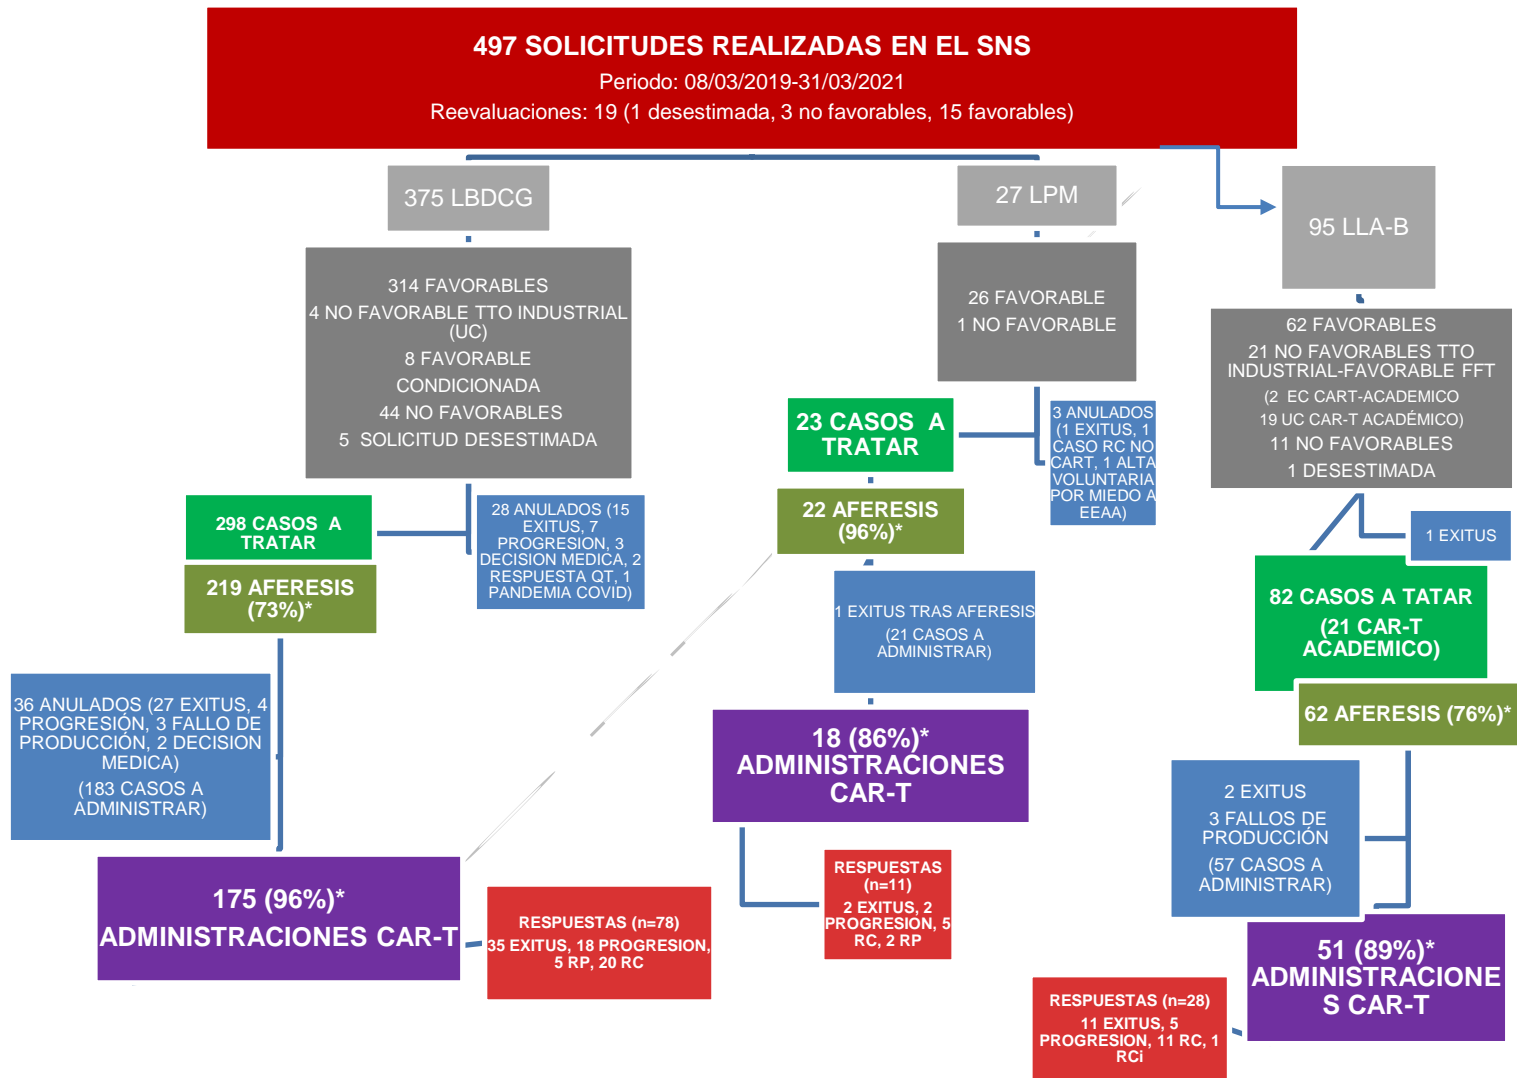 497 SOLICITUDES REALIZADAS EN EL SNS
Periodo: 08/03/2019-31/03/2021
Reevaluaciones: 19 (1 desestimada, 3 no favorables, 15 favorables)
375 LBDCG
314 FAVORABLES
4 NO FAVORABLE TTO INDUSTRIAL
(UC)
8 FAVORABLE
CONDICIONADA
44 NO FAVORABLES
5 SOLICITUD DESESTIMADA
298 CASOS A
TRATAR
28 ANULADOS (15
EXITUS, 7
PROGRESION, 3
DECISION MEDICA, 2
RESPUESTA QT, 1
PANDEMIA COVID)
219 AFERESIS
(73%)*
36 ANULADOS (27 EXITUS, 4
PROGRESIÓN, 3 FALLO DE
PRODUCCIÓN, 2 DECISION
MEDICA)
(183 CASOS A
ADMINISTRAR)
175 (96%)*
ADMINISTRACIONES CAR-T
RESPUESTAS (n=78)
35 EXITUS, 18 PROGRESION,
5 RP, 20 RC
27 LPM
26 FAVORABLE
1 NO FAVORABLE
23 CASOS A
TRATAR
3 ANULADOS
(1 EXITUS, 1
CASO RC NO
CART, 1 ALTA
VOLUNTARIA
POR MIEDO A
EEAA)
22 AFERESIS
(96%)*
1 EXITUS TRAS AFERESIS
(21 CASOS A
ADMINISTRAR)
18 (86%)*
ADMINISTRACIONES
CAR-T
RESPUESTAS
(n=11)
2 EXITUS, 2
PROGRESION, 5
RC, 2 RP
95 LLA-B
62 FAVORABLES
21 NO FAVORABLES TTO
INDUSTRIAL-FAVORABLE FFT
(2 EC CART-ACADEMICO
19 UC CAR-T ACADÉMICO)
11 NO FAVORABLES
1 DESESTIMADA
1 EXITUS
82 CASOS A TATAR
(21 CAR-T
ACADEMICO)
62 AFERESIS (76%)*
2 EXITUS
3 FALLOS DE
PRODUCCIÓN
(57 CASOS A
ADMINISTRAR)
51 (89%)*
ADMINISTRACIONE
S CAR-T
RESPUESTAS (n=28)
11 EXITUS, 5
PROGRESION, 11 RC, 1
RCi